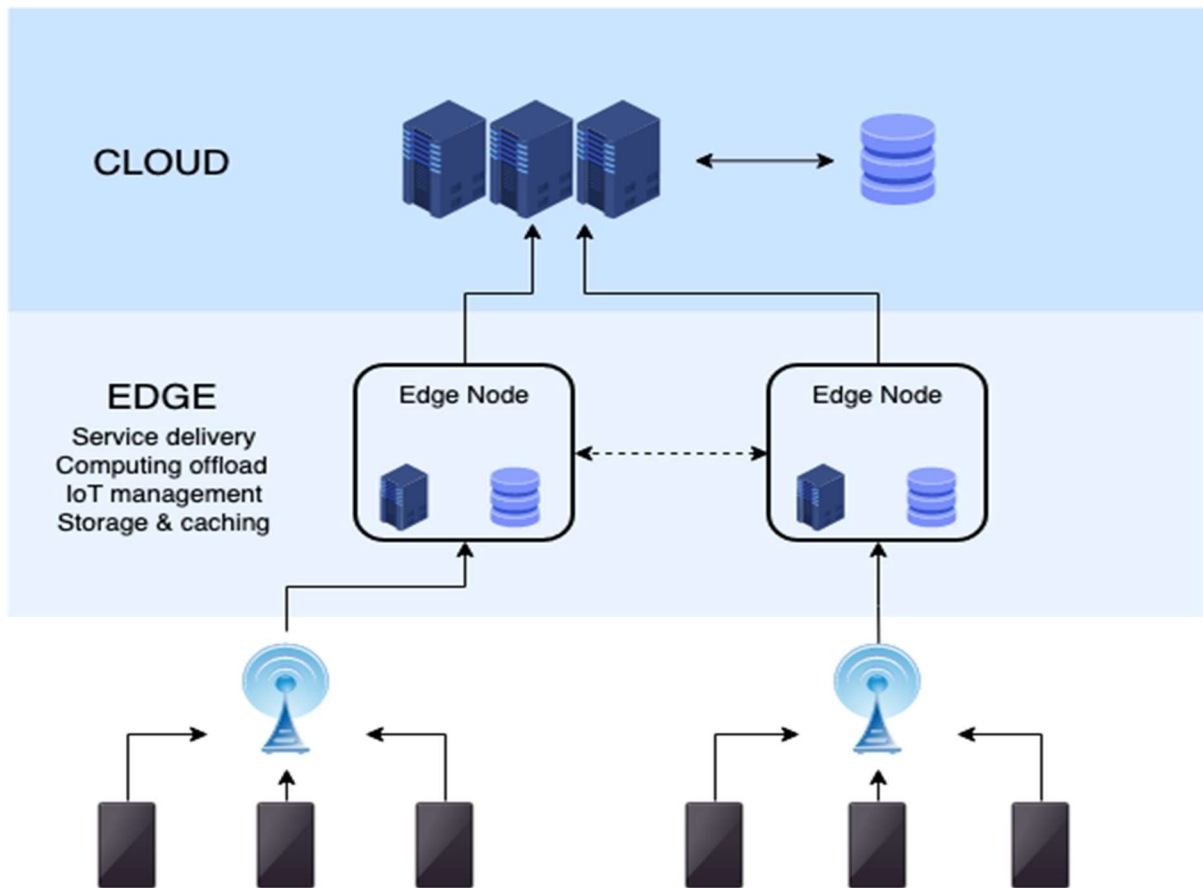 CLOUD
EDGE
Service delivery
Computing offload
IoT management
Storage & caching
Edge Node
Edge Node